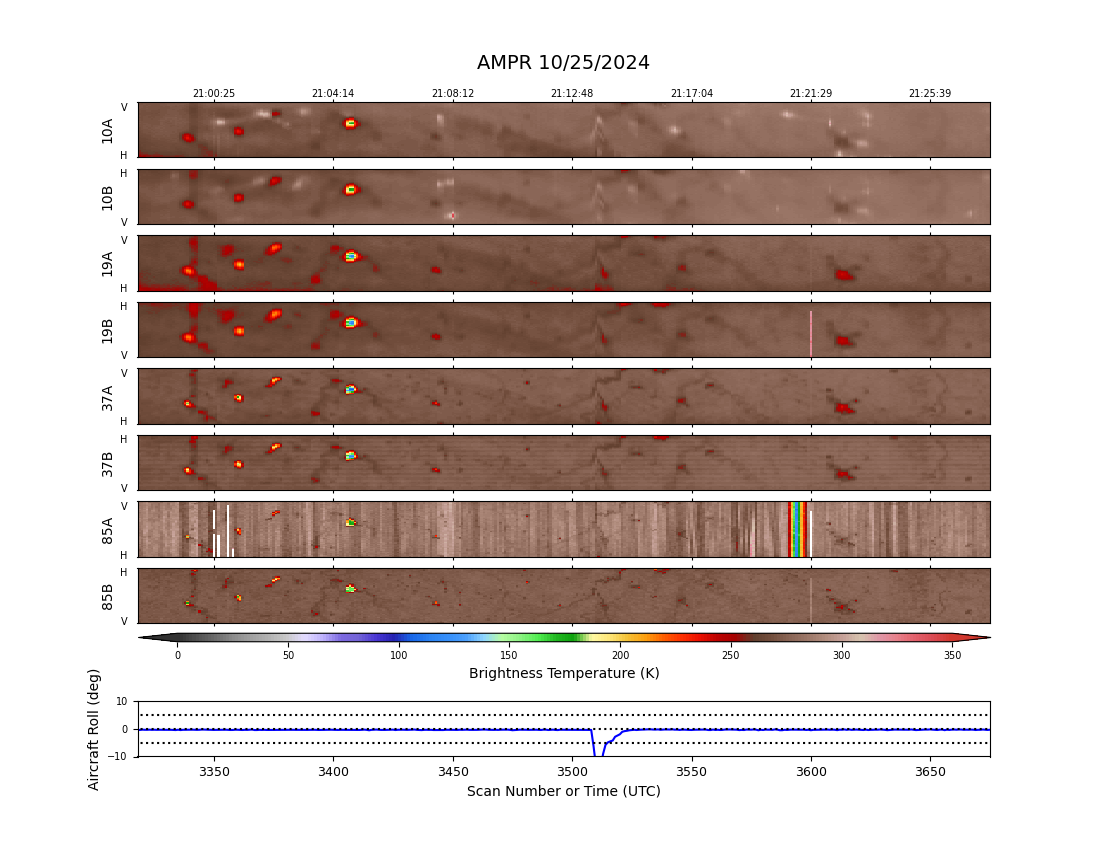 AMPR 10/25/2024
21:00:25 21:04:14 21:08:12 21:12:48 21:17:04 21:21:29 21:25:39
V
10A
H
H
10B
V
V
19A
H
H
19B
V
V
37A
H
H
37B
V
V
85A
H
H
85B
V
0 50 100 150 200 250 300 350
Brightness Temperature (K)
Aircraft Roll (deg)
10
0
−10
3350 3400 3450 3500 3550 3600 3650
Scan Number or Time (UTC)